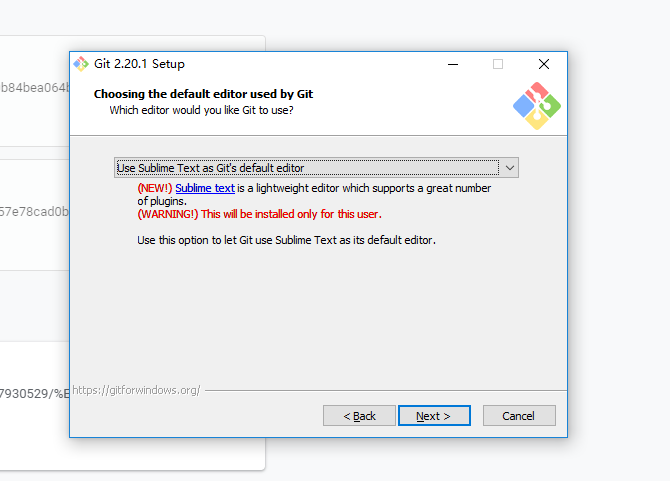 Git 2.20.1 Setup
b84bea064b
Choosing the default editor used by Git
Which editor would you like Git to use?
Use Sublime Text as Git's default editor
(NEW!) Sublime text is a lightweight editor which supports a great number
of plugins.
(WARNING!) This will be installed only for this user.
57e78cad0b
Use this option to let Git use Sublime Text as its default editor.
https://gitforwindows.org/
7930529/%E
< Back
Next >
Cancel